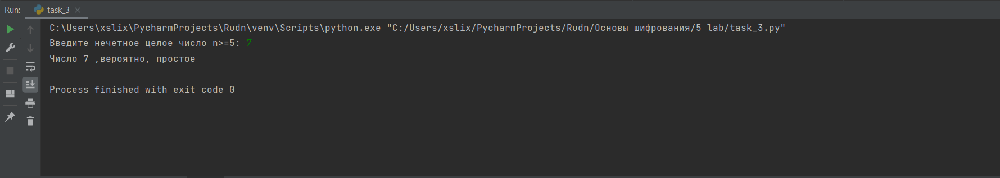 Run: task_3
C:\Users\xslix\PycharmProjects\Rudn\venv\Scripts\python.exe "C:/Users/xslix/PycharmProjects/Rudn/Основы шифрования/5 lab/task_3.py"
Введите нечетное целое число n>=5: 7
Число 7 ,вероятно, простое
Process finished with exit code 0